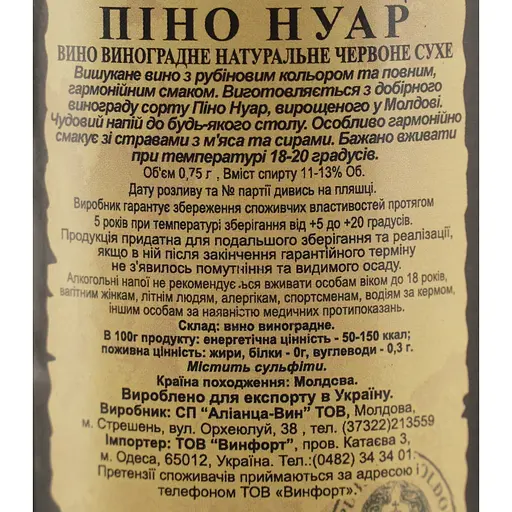 ПІНО НУАР
ВИНО ВИНОГРАДНЕ НАТУРАЛЬНЕ ЧЕРВОНЕ СУХЕ
Вишукане вино з рубіновим кольором та повним,
гармонійним смаком. Виготовляється з добірного
винограду сорту Піно Нуар, вирощеного у Молдові.
Чудовий напій до будь-якого столу. Особливо гармонійно
смакує зі стравами з м'яса та сирами. Бажано вживати
при температурі 18-20 градусів.
Об'єм 0,75 г , Вміст спирту 11-13% Об.
Дату розливу та № партії дивись на пляшці.
Виробник гарантує збереження споживчих властивостей протягом
5 років при температурі зберігання від +5 до +20 градусів.
Продукція придатна для подальшого зберігання та реалізації,
якщо в ній після закінчення гарантійного терміну
не з'явилось помутніння та видимого осаду.
Алкогольні напої не рекомендується вживати особам віком до 18 років,
вагітним жінкам, літнім людям, алергікам, спортсменам, водіям за кермом,
іншим особам за наявністю медичних протипоказань.
Склад: вино виноградне.
В 100г продукту: енергетична цінність - 50-150 ккал;
поживна цінність: жири, білки - 0г, вуглеводи - 0,3 г.
Містить сульфіти.
Країна походження: Молдова.
Вироблено для експорту в Україну.
Виробник: СП "Аліанца-Вин" ТОВ, Молдова,
м. Стрешень, вул. Орхеюлуй, 38 , тел. (37322)213559
Імпортер: ТОВ "Винфорт", пров. Катаєва 3,
м. Одеса, 65012, Україна. Тел.:(0482) 34 34 01.
Претензії споживачів приймаються за адресою і
телефоном ТОВ "Винфорт".